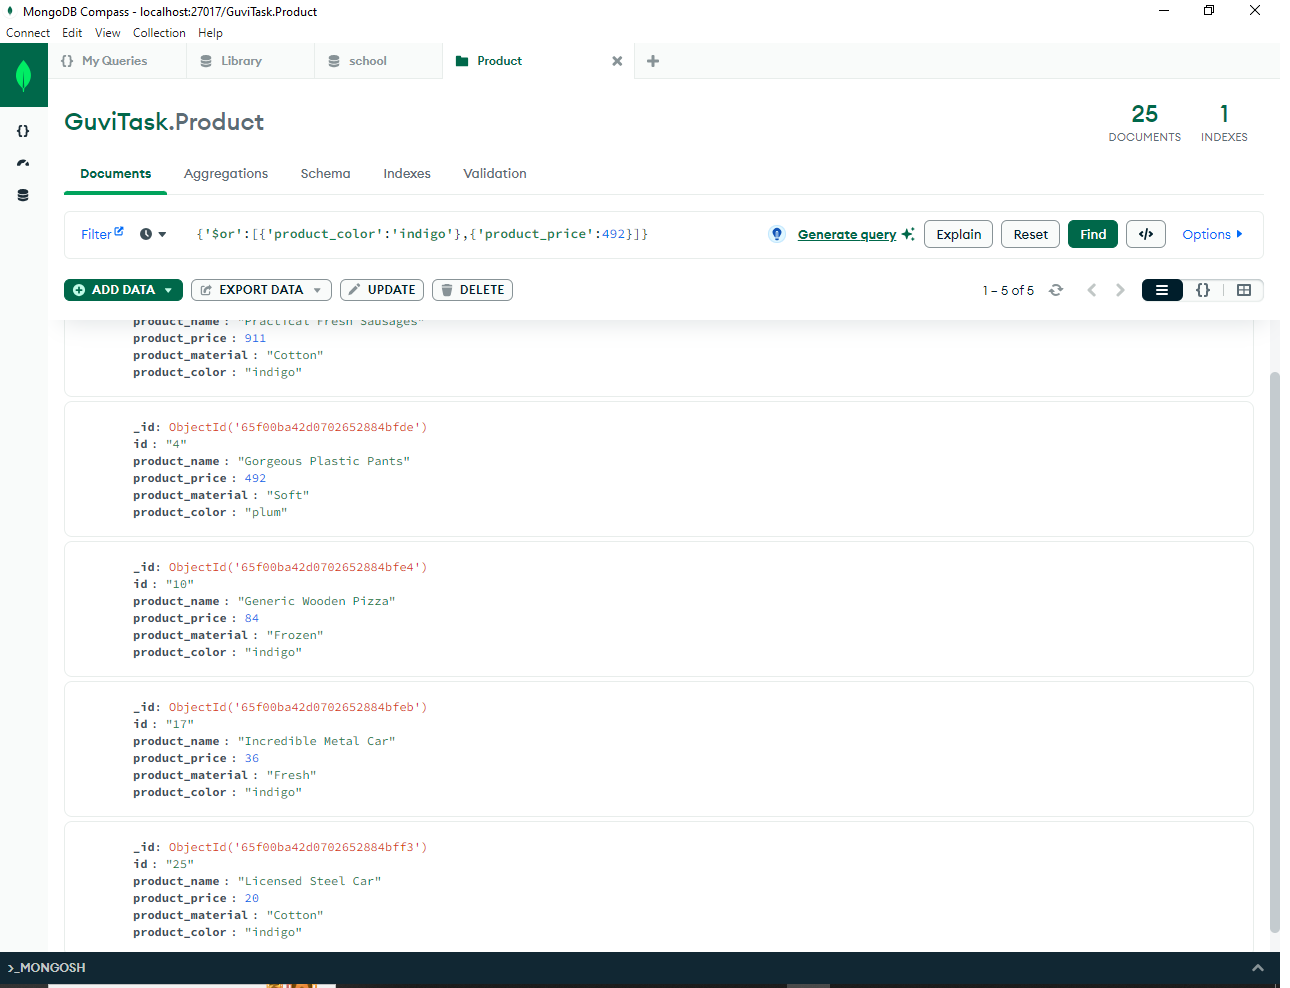 MongoDB Compass - localhost:27017/GuviTask.Product
Connect Edit View Collection Help
{} My Queries Library school Product
GuviTask.Product
25 DOCUMENTS
1 INDEXES
Documents Aggregations Schema Indexes Validation
Filter {'$or':[{'product_color':'indigo'},{'product_price':492}]} Generate query Explain Reset Find </> Options
ADD DATA EXPORT DATA UPDATE DELETE 1 – 5 of 5 {}
product_name : "Practical Fresh Sausages"
product_price : 911
product_material : "Cotton"
product_color : "indigo"
_id: ObjectId('65f00ba42d0702652884bfde')
id : "4"
product_name : "Gorgeous Plastic Pants"
product_price : 492
product_material : "Soft"
product_color : "plum"
_id: ObjectId('65f00ba42d0702652884bfe4')
id : "10"
product_name : "Generic Wooden Pizza"
product_price : 84
product_material : "Frozen"
product_color : "indigo"
_id: ObjectId('65f00ba42d0702652884bfeb')
id : "17"
product_name : "Incredible Metal Car"
product_price : 36
product_material : "Fresh"
product_color : "indigo"
_id: ObjectId('65f00ba42d0702652884bff3')
id : "25"
product_name : "Licensed Steel Car"
product_price : 20
product_material : "Cotton"
product_color : "indigo"
>_MONGOSH